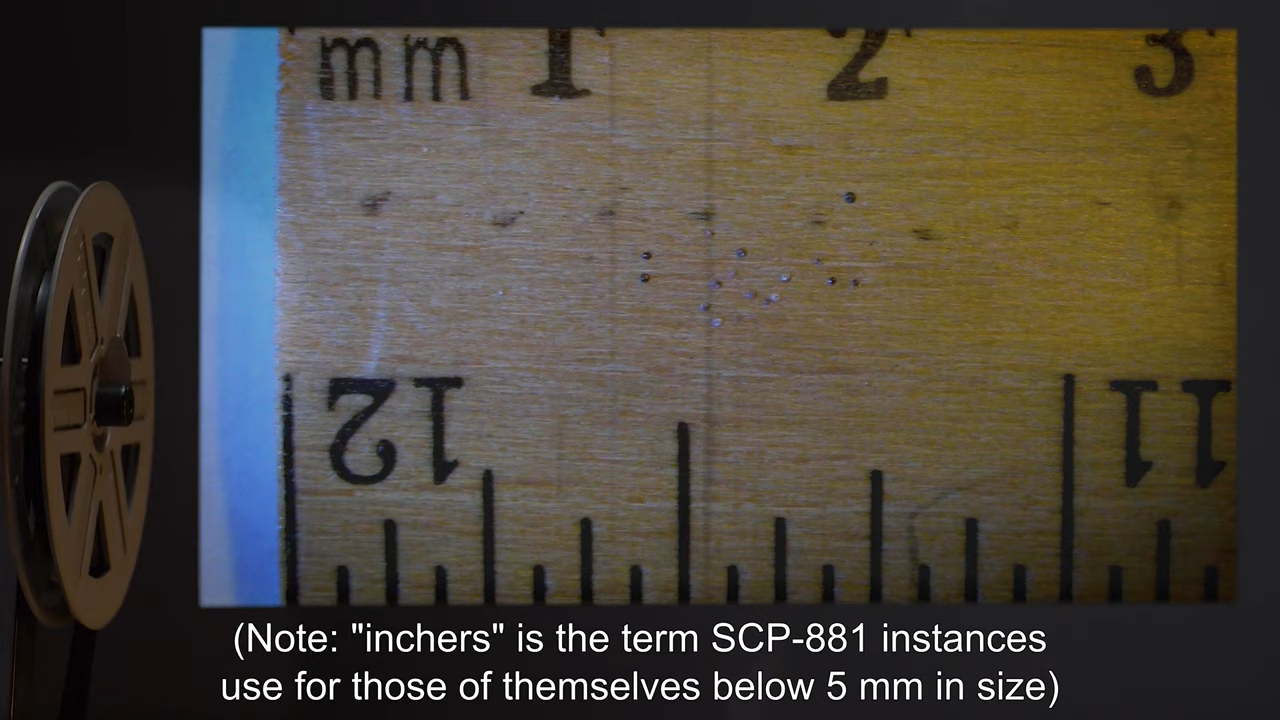 mm 1 2 3
12 11
(Note: "inchers" is the term SCP-881 instances
use for those of themselves below 5 mm in size)